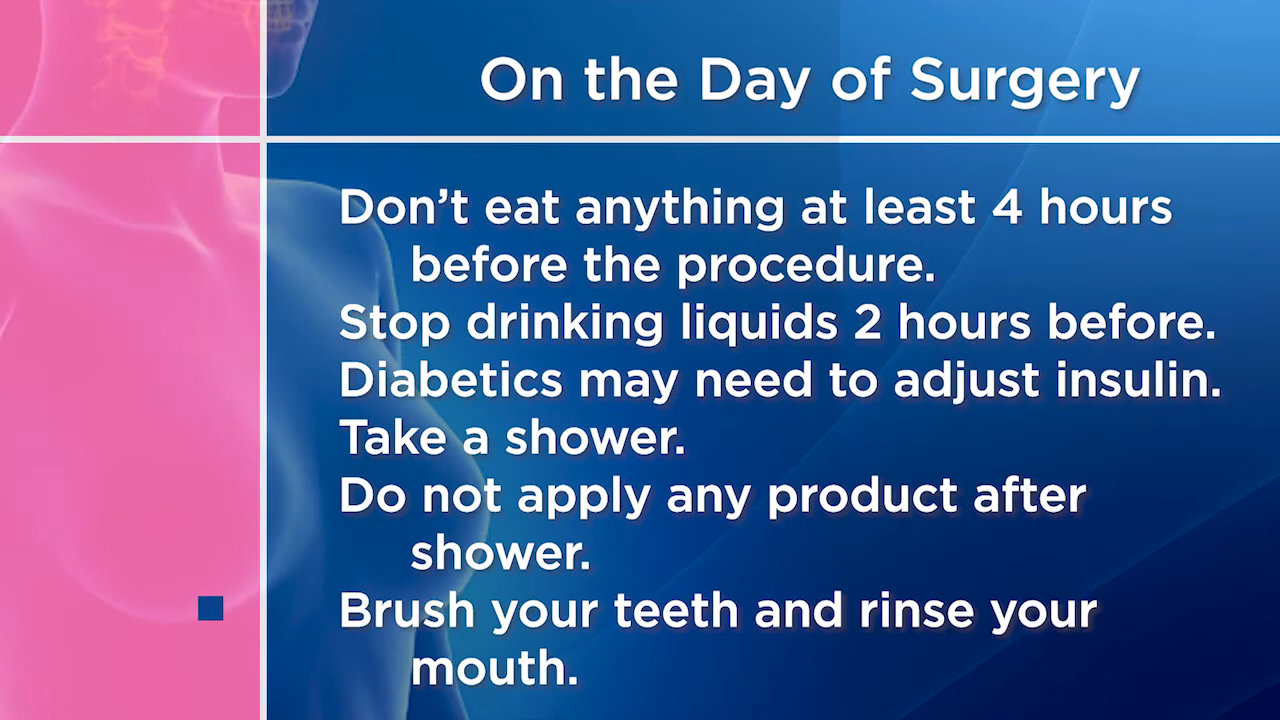 On the Day of Surgery
Don’t eat anything at least 4 hours
before the procedure.
Stop drinking liquids 2 hours before.
Diabetics may need to adjust insulin.
Take a shower.
Do not apply any product after
shower.
Brush your teeth and rinse your
mouth.